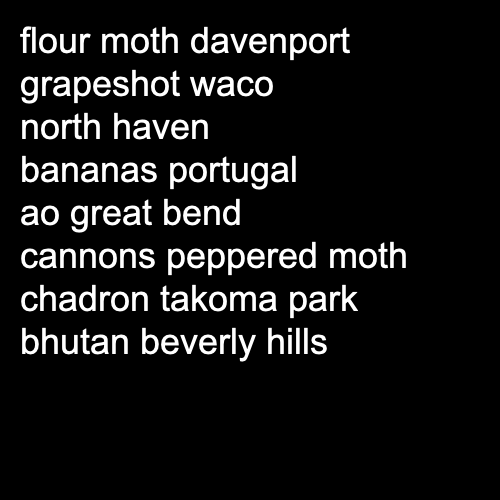 flour moth davenport
grapeshot waco
north haven
bananas portugal
ao great bend
cannons peppered moth
chadron takoma park
bhutan beverly hills